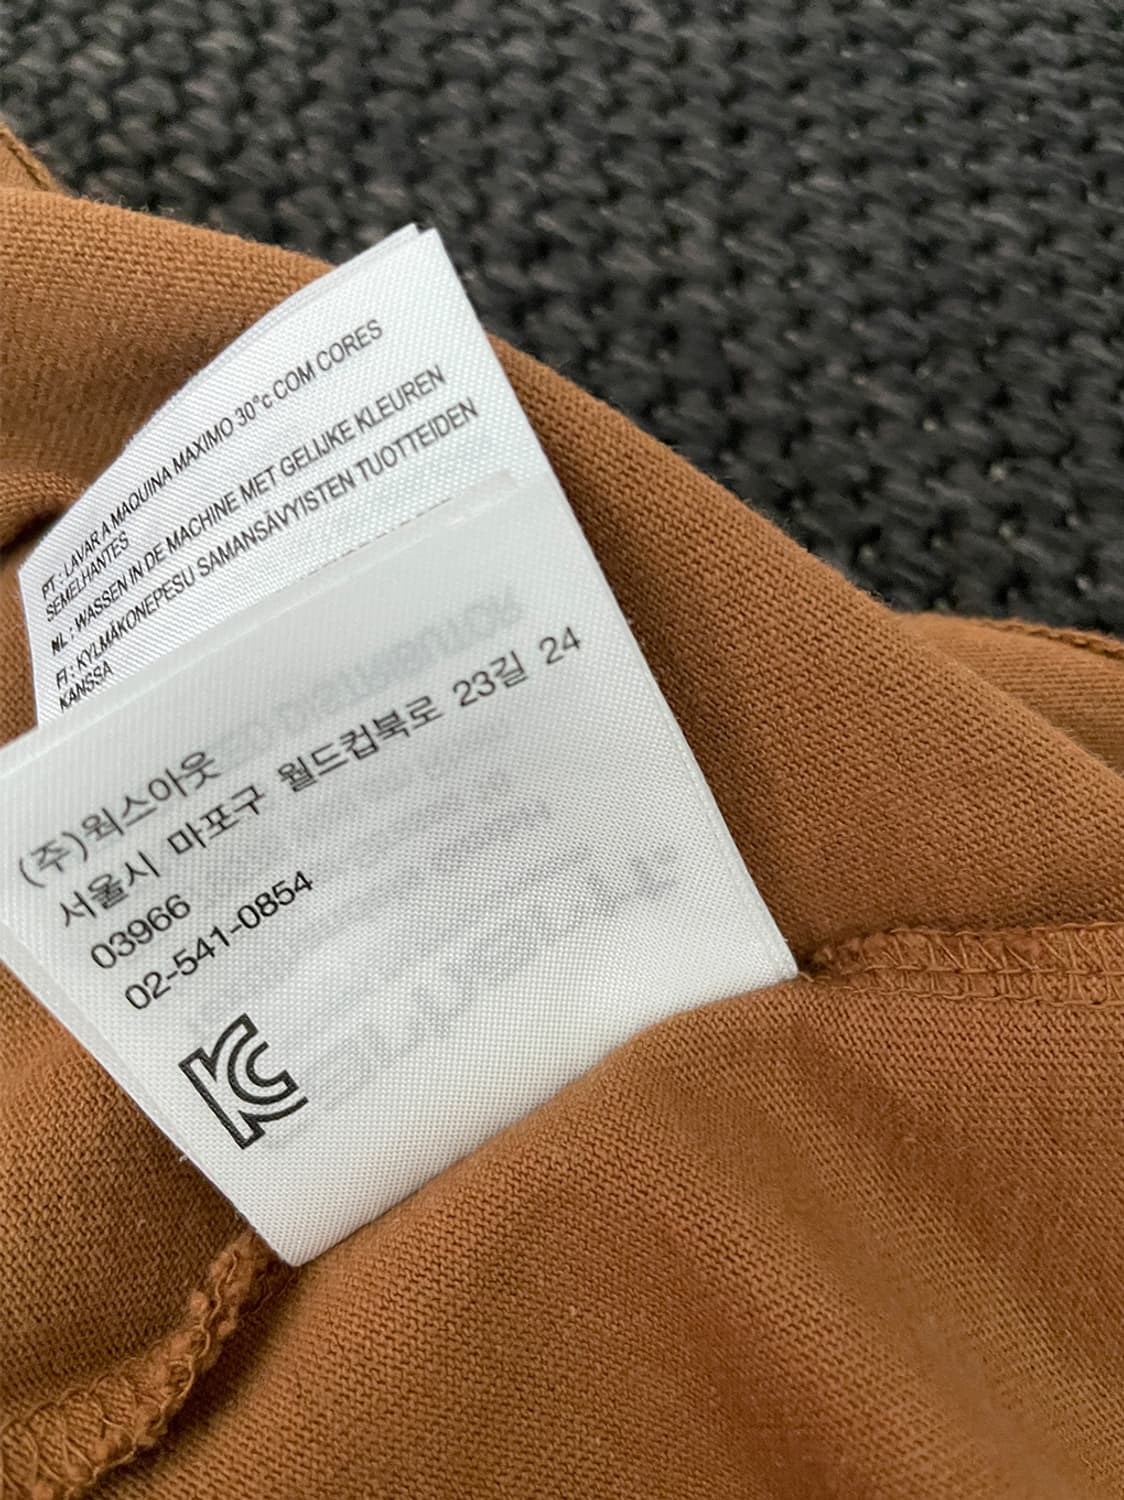 PT : LAVAR A MAQUINA MAXIMO 30°c COM CORES
SEMELHANTES
NL : WASSEN IN DE MACHINE MET GELIJKE KLEUREN
FI : KYLMÄKONEPESU SAMANSÄVYISTEN TUOTTEIDEN
KANSSA
(주)웍스아웃
서울시 마포구 월드컵북로 23길 24
03966
02-541-0854